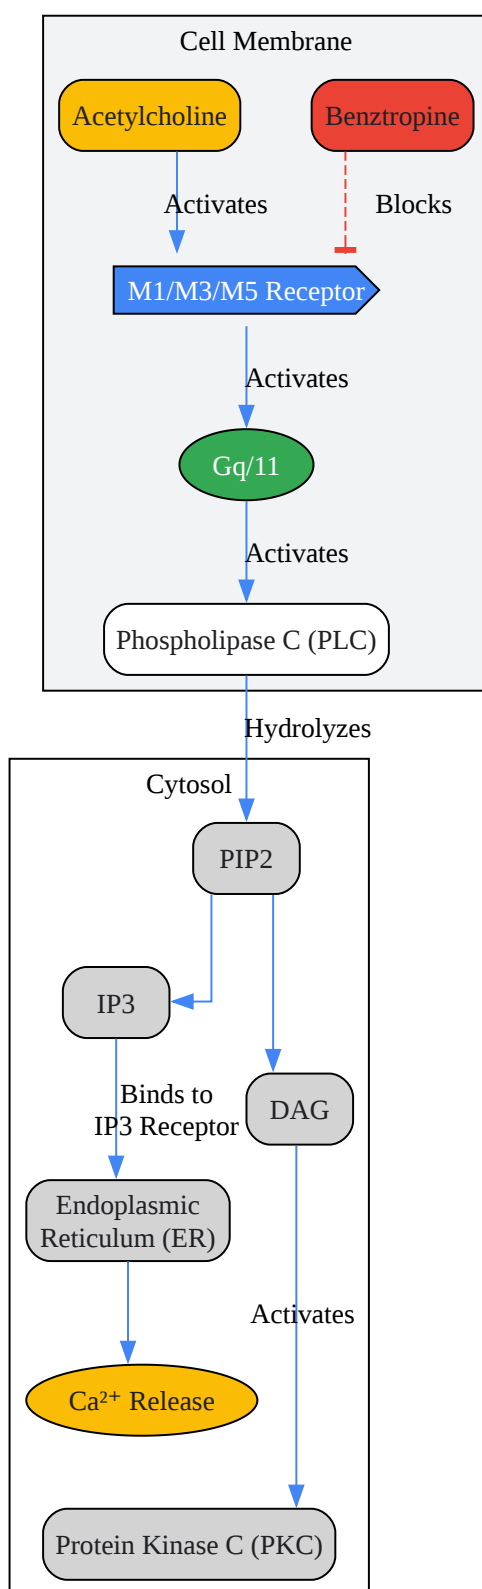 Cell Membrane
Acetylcholine
Benztropine
Activates
Blocks
M1/M3/M5 Receptor
Activates
Gq/11
Activates
Phospholipase C (PLC)
Hydrolyzes
Cytosol
PIP2
IP3
Binds to
IP3 Receptor
DAG
Endoplasmic
Reticulum (ER)
Activates
Ca²⁺ Release
Protein Kinase C (PKC)